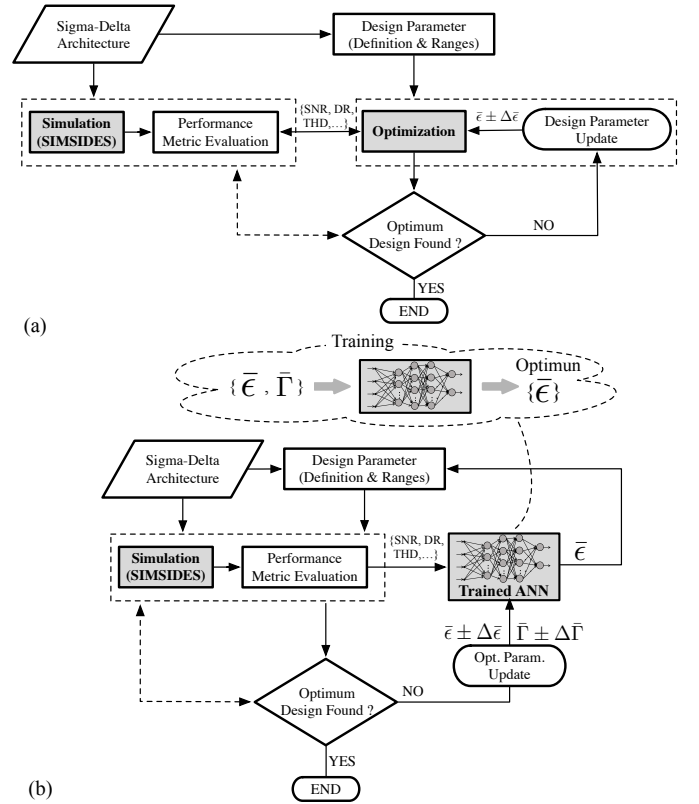 Sigma-Delta
Architecture
Design Parameter
(Definition & Ranges)
Simulation
(SIMSIDES)
Performance
Metric Evaluation
{SNR, DR,
THD,…}
Optimization
ε̄ ± Δε̄
Design Parameter
Update
Optimum
Design Found ?
NO
YES
END
(a)
Training
{ϵ̄ , Γ̄}
Optimun
{ϵ̄}
Sigma-Delta
Architecture
Design Parameter
(Definition & Ranges)
Simulation
(SIMSIDES)
Performance
Metric Evaluation
{SNR, DR,
THD,…}
Trained ANN
ϵ̄
ϵ̄ ± Δϵ̄ Γ̄ ± ΔΓ̄
Opt. Param.
Update
Optimum
Design Found ?
NO
YES
END
(b)